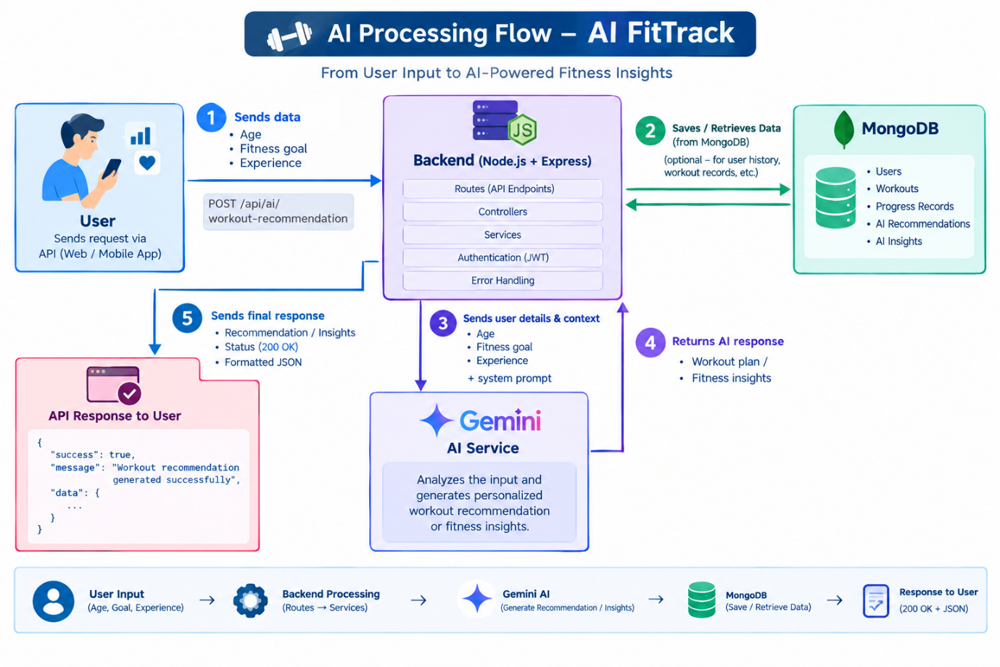 AI Processing Flow – AI FitTrack
From User Input to AI-Powered Fitness Insights
User
Sends request via
API (Web / Mobile App)
1 Sends data
• Age
• Fitness goal
• Experience
POST /api/ai/
workout-recommendation
JS
Backend (Node.js + Express)
Routes (API Endpoints)
Controllers
Services
Authentication (JWT)
Error Handling
2 Saves / Retrieves Data
(from MongoDB)
(optional – for user history,
workout records, etc.)
MongoDB
• Users
• Workouts
• Progress Records
• AI Recommendations
• AI Insights
3 Sends user details & context
• Age
• Fitness goal
• Experience
+ system prompt
4 Returns AI response
• Workout plan /
• Fitness insights
5 Sends final response
• Recommendation / Insights
• Status (200 OK)
• Formatted JSON
API Response to User
{
"success": true,
"message": "Workout recommendation
generated successfully",
"data": {
...
}
}
Gemini
AI Service
Analyzes the input and
generates personalized
workout recommendation
or fitness insights.
User Input
(Age, Goal, Experience)
Backend Processing
(Routes → Services)
Gemini AI
(Generate Recommendation / Insights)
MongoDB
(Save / Retrieve Data)
Response to User
(200 OK + JSON)